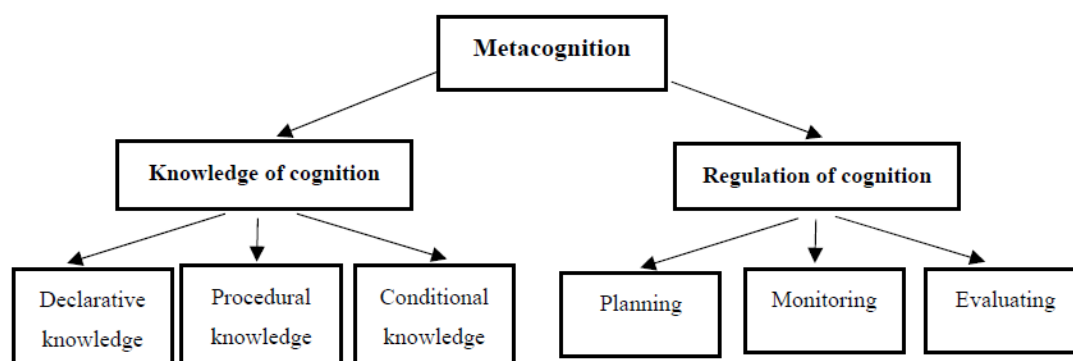 Metacognition
Knowledge of cognition
Regulation of cognition
Declarative
knowledge
Procedural
knowledge
Conditional
knowledge
Planning
Monitoring
Evaluating